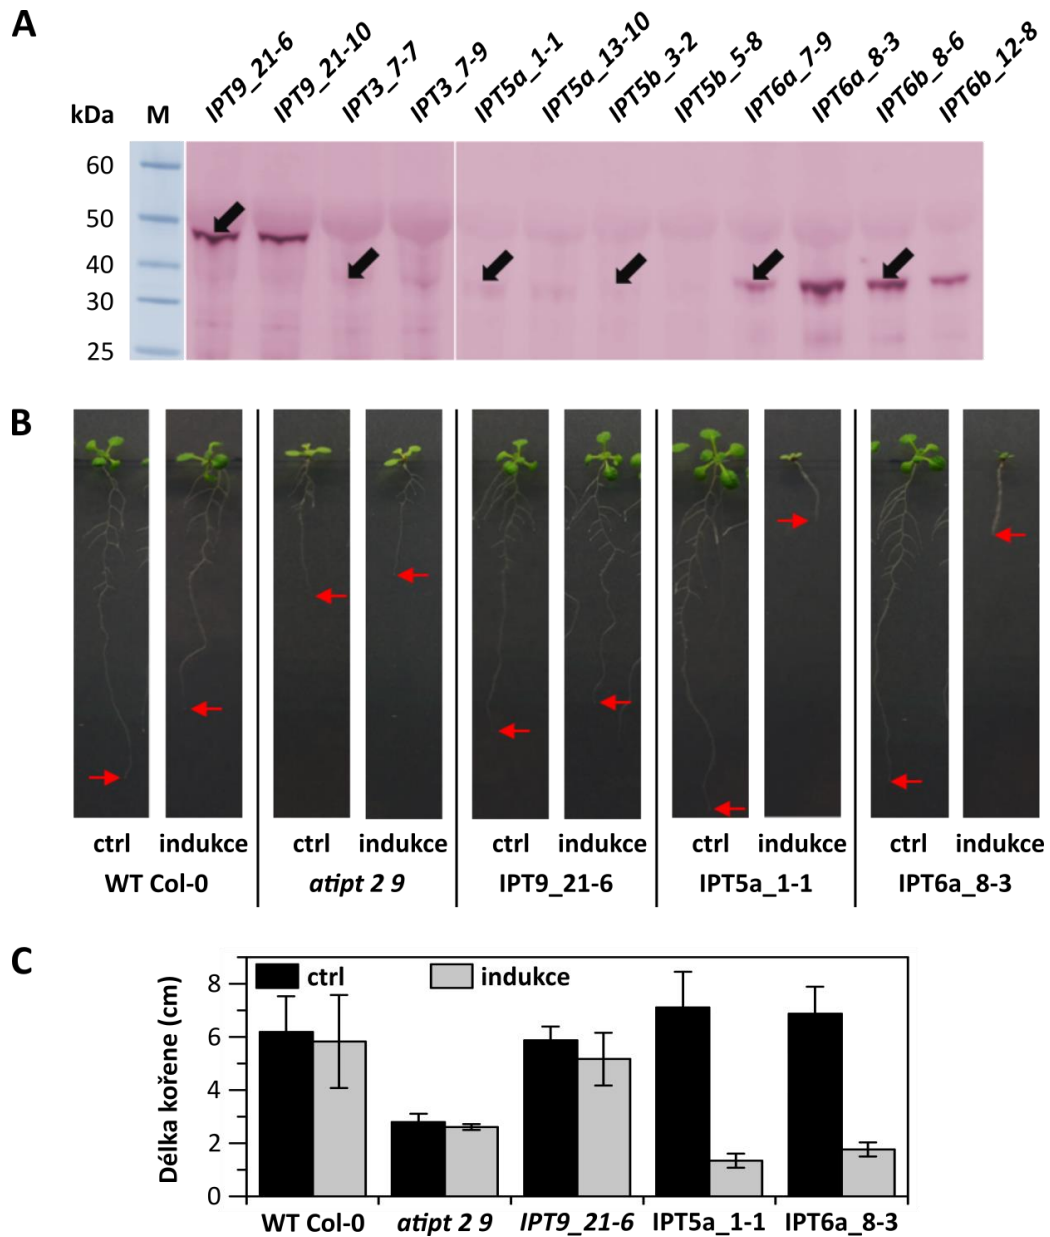 A
IPT9_21-6
IPT9_21-10
IPT3_7-7
IPT3_7-9
IPT5a_1-1
IPT5a_13-10
IPT5b_3-2
IPT5b_5-8
IPT6a_7-9
IPT6a_8-3
IPT6b_8-6
IPT6b_12-8
kDa M
60
50
40
30
25
B
ctrl indukce ctrl indukce ctrl indukce ctrl indukce ctrl indukce
WT Col-0 atipt 2 9 IPT9_21-6 IPT5a_1-1 IPT6a_8-3
C
ctrl indukce
Délka kořene (cm)
8
6
4
2
0
WT Col-0 atipt 2 9 IPT9_21-6 IPT5a_1-1 IPT6a_8-3